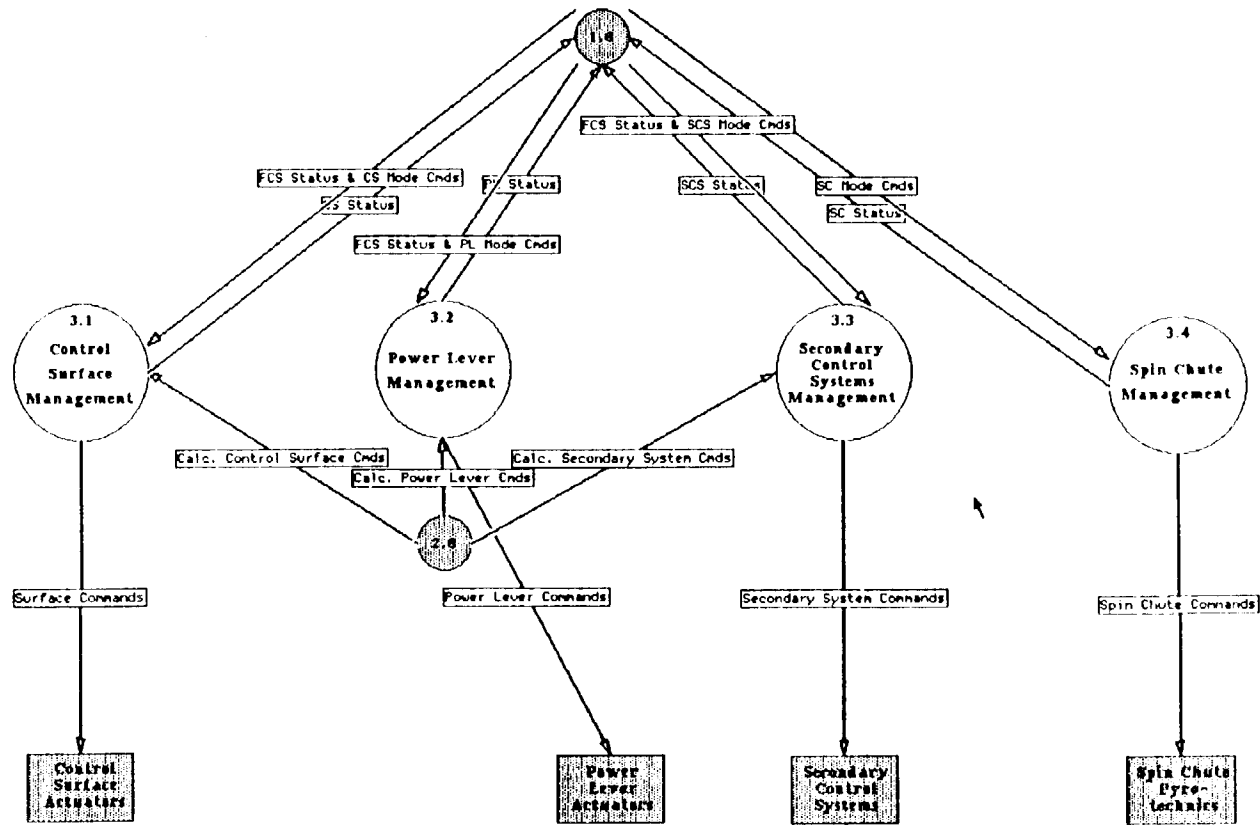 FCS Status & SCS Mode Cmds
FCS Status & CS Mode Cmds
Status
SCS Status
SC Mode Cmds
Status
SC Status
FCS Status & PL Mode Cmds
3.1
Control
Surface
Management
3.2
Power Lever
Management
3.3
Secondary
Control
Systems
Management
3.4
Spin Chute
Management
Calc. Control Surface Cmds
Calc. Secondary System Cmds
Calc. Power Lever Cmds
Surface Commands
Power Lever Commands
Secondary System Commands
Spin Chute Commands
Control
Surface
Actuators
Power
Lever
Actuators
Secondary
Control
Systems
Spin Chute
Pyro-
technics